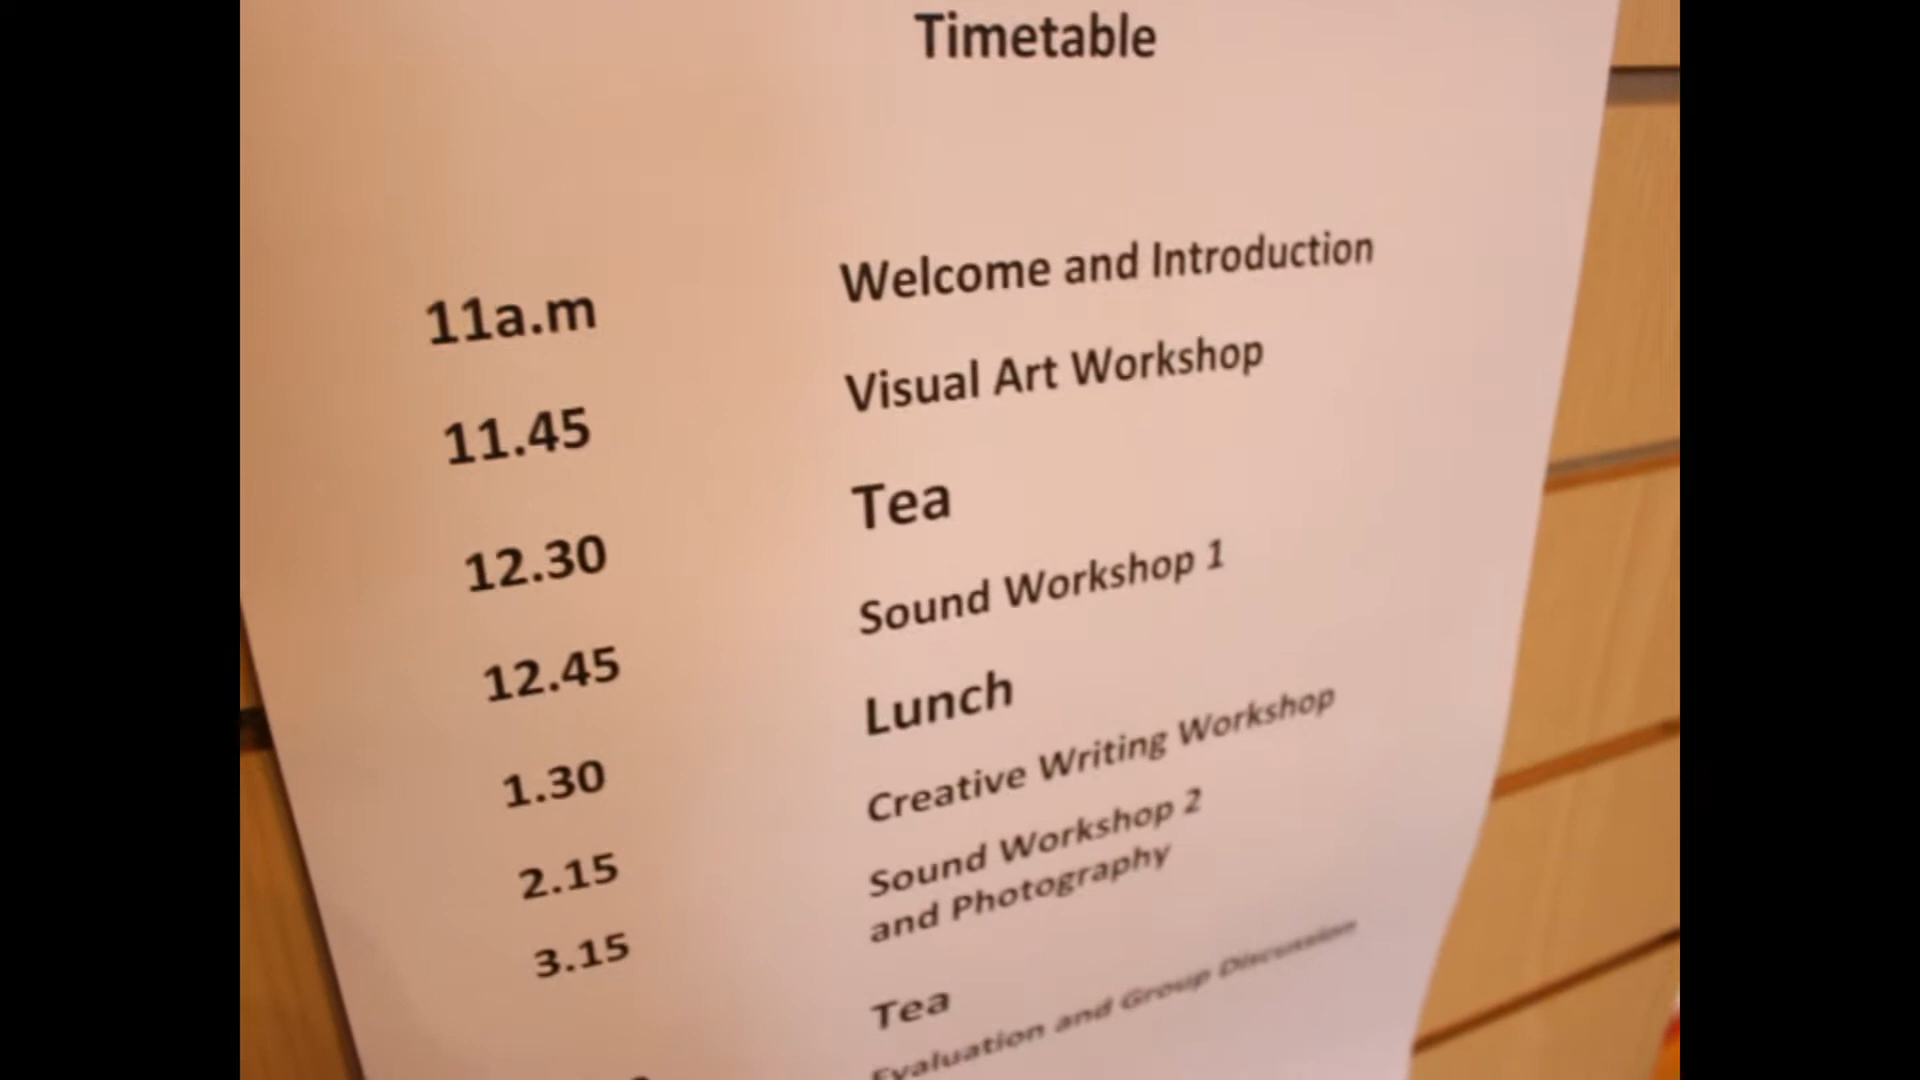 Timetable
11a.m Welcome and Introduction
11.45 Visual Art Workshop
12.30 Tea
12.45 Sound Workshop 1
1.30 Lunch
2.15 Creative Writing Workshop
3.15 Sound Workshop 2
and Photography
Tea
Evaluation and Group Discussion